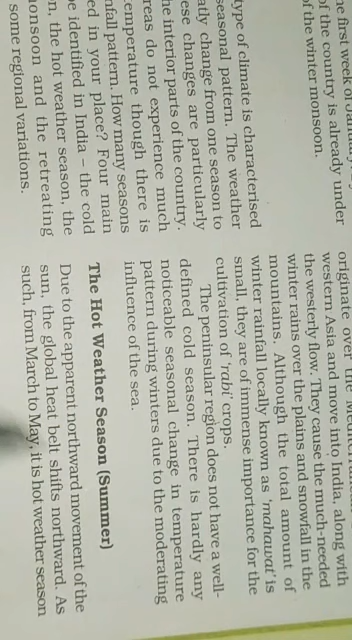 he first week of
of the country is already under
of the winter monsoon.
type of climate is characterised
seasonal pattern. The weather
change from one season to
ese changes are particularly
he interior parts of the country.
reas do not experience much
emperature though there is
nfall pattern. How many seasons
ed in your place? Four main
e identified in India – the cold
n, the hot weather season, the
onsoon and the retreating
some regional variations.
originate over the
western Asia and move into India, along with
the westerly flow. They cause the much-needed
winter rains over the plains and snowfall in the
mountains. Although the total amount of
winter rainfall locally known as 'mahawat' is
small, they are of immense importance for the
cultivation of 'rabi' crops.
The peninsular region does not have a well-
defined cold season. There is hardly any
noticeable seasonal change in temperature
pattern during winters due to the moderating
influence of the sea.
The Hot Weather Season (Summer)
Due to the apparent northward movement of the
sun, the global heat belt shifts northward. As
such, from March to May, it is hot weather season